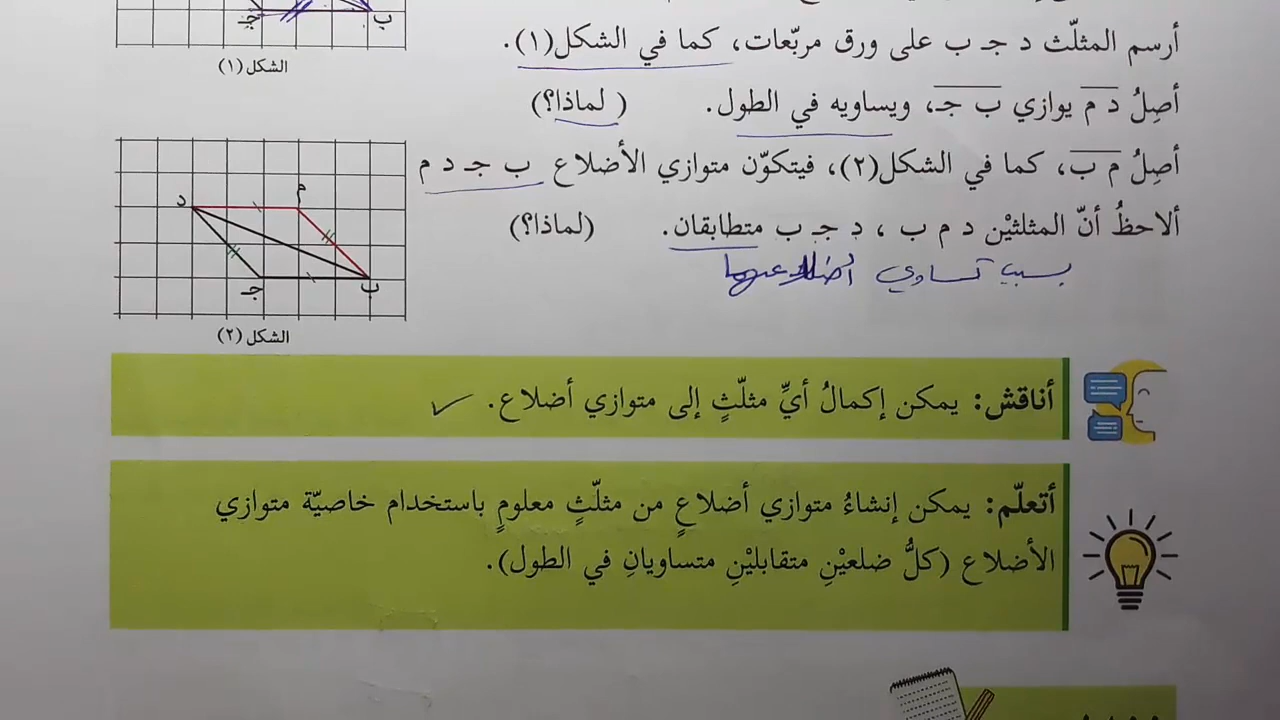 ب
جـ
أرسم المثلّث د جـ ب على ورق مربّعات، كما في الشكل(١).
الشكل (١)
أصِلُ د م يوازي ب جـ، ويساويه في الطول. ( لماذا؟)
أصِلُ م ب، كما في الشكل(٢)، فيتكوّن متوازي الأضلاع ب جـ د م
ألاحظُ أنّ المثلثيْن د م ب ، د جـ ب متطابقان. (لماذا؟)
بسبب تساوي أضلاعهما
د
م
جـ
ب
الشكل (٢)
أناقش: يمكن إكمالُ أيِّ مثلّثٍ إلى متوازي أضلاع.
أتعلّم: يمكن إنشاءُ متوازي أضلاعٍ من مثلّثٍ معلومٍ باستخدام خاصيّة متوازي
الأضلاع (كلُّ ضلعيْنِ متقابليْنِ متساويانِ في الطول).